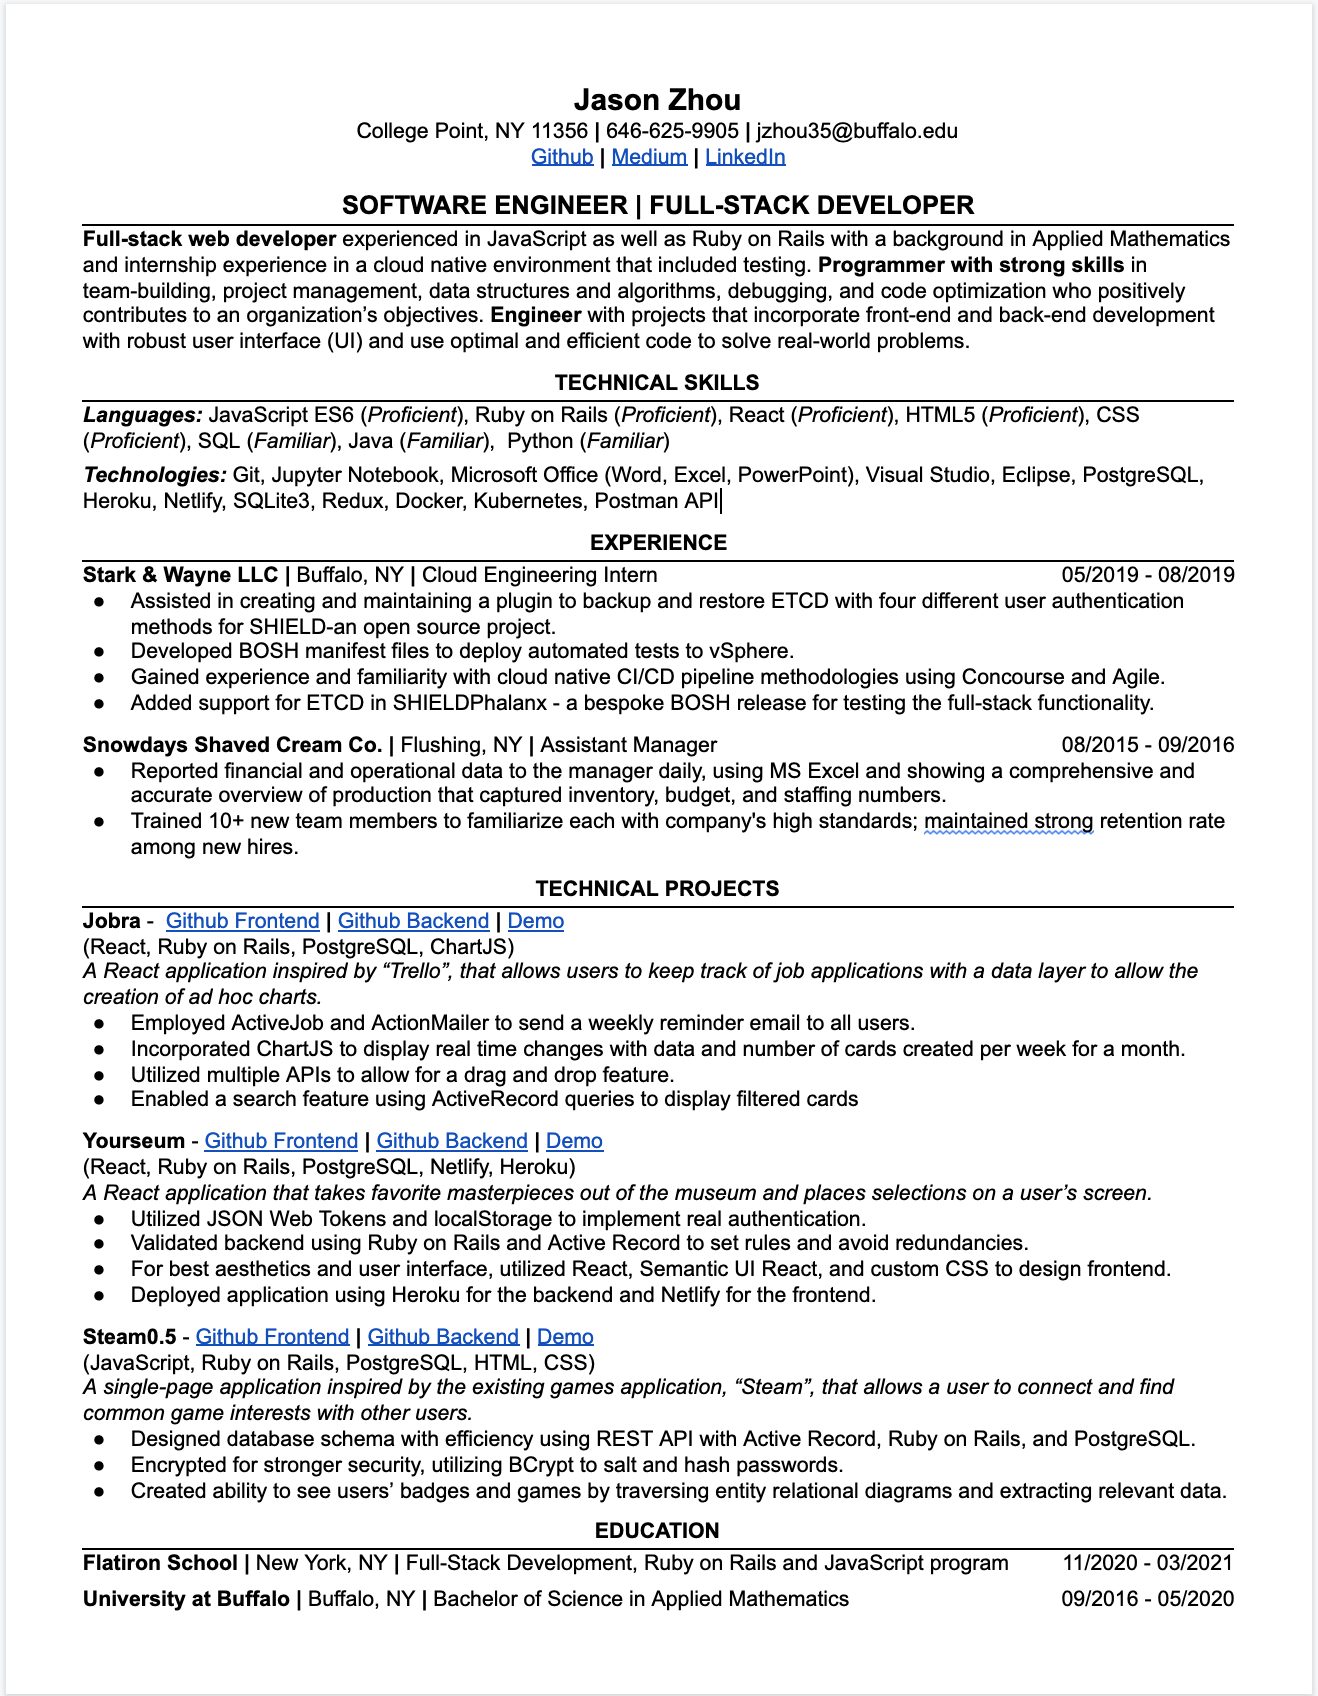 Jason Zhou
College Point, NY 11356 | 646-625-9905 | jzhou35@buffalo.edu
Github | Medium | LinkedIn
SOFTWARE ENGINEER | FULL-STACK DEVELOPER
Full-stack web developer experienced in JavaScript as well as Ruby on Rails with a background in Applied Mathematics
and internship experience in a cloud native environment that included testing. Programmer with strong skills in
team-building, project management, data structures and algorithms, debugging, and code optimization who positively
contributes to an organization’s objectives. Engineer with projects that incorporate front-end and back-end development
with robust user interface (UI) and use optimal and efficient code to solve real-world problems.
TECHNICAL SKILLS
Languages: JavaScript ES6 (Proficient), Ruby on Rails (Proficient), React (Proficient), HTML5 (Proficient), CSS
(Proficient), SQL (Familiar), Java (Familiar),  Python (Familiar)
Technologies: Git, Jupyter Notebook, Microsoft Office (Word, Excel, PowerPoint), Visual Studio, Eclipse, PostgreSQL,
Heroku, Netlify, SQLite3, Redux, Docker, Kubernetes, Postman API
EXPERIENCE
Stark & Wayne LLC | Buffalo, NY | Cloud Engineering Intern 05/2019 - 08/2019
● Assisted in creating and maintaining a plugin to backup and restore ETCD with four different user authentication
methods for SHIELD-an open source project.
● Developed BOSH manifest files to deploy automated tests to vSphere.
● Gained experience and familiarity with cloud native CI/CD pipeline methodologies using Concourse and Agile.
● Added support for ETCD in SHIELDPhalanx - a bespoke BOSH release for testing the full-stack functionality.
Snowdays Shaved Cream Co. | Flushing, NY | Assistant Manager 08/2015 - 09/2016
● Reported financial and operational data to the manager daily, using MS Excel and showing a comprehensive and
accurate overview of production that captured inventory, budget, and staffing numbers.
● Trained 10+ new team members to familiarize each with company's high standards; maintained strong retention rate
among new hires.
TECHNICAL PROJECTS
Jobra -  Github Frontend | Github Backend | Demo
(React, Ruby on Rails, PostgreSQL, ChartJS)
A React application inspired by “Trello”, that allows users to keep track of job applications with a data layer to allow the
creation of ad hoc charts.
● Employed ActiveJob and ActionMailer to send a weekly reminder email to all users.
● Incorporated ChartJS to display real time changes with data and number of cards created per week for a month.
● Utilized multiple APIs to allow for a drag and drop feature.
● Enabled a search feature using ActiveRecord queries to display filtered cards
Yourseum - Github Frontend | Github Backend | Demo
(React, Ruby on Rails, PostgreSQL, Netlify, Heroku)
A React application that takes favorite masterpieces out of the museum and places selections on a user’s screen.
● Utilized JSON Web Tokens and localStorage to implement real authentication.
● Validated backend using Ruby on Rails and Active Record to set rules and avoid redundancies.
● For best aesthetics and user interface, utilized React, Semantic UI React, and custom CSS to design frontend.
● Deployed application using Heroku for the backend and Netlify for the frontend.
Steam0.5 - Github Frontend | Github Backend | Demo
(JavaScript, Ruby on Rails, PostgreSQL, HTML, CSS)
A single-page application inspired by the existing games application, “Steam”, that allows a user to connect and find
common game interests with other users.
● Designed database schema with efficiency using REST API with Active Record, Ruby on Rails, and PostgreSQL.
● Encrypted for stronger security, utilizing BCrypt to salt and hash passwords.
● Created ability to see users’ badges and games by traversing entity relational diagrams and extracting relevant data.
EDUCATION
Flatiron School | New York, NY | Full-Stack Development, Ruby on Rails and JavaScript program 11/2020 - 03/2021
University at Buffalo | Buffalo, NY | Bachelor of Science in Applied Mathematics 09/2016 - 05/2020